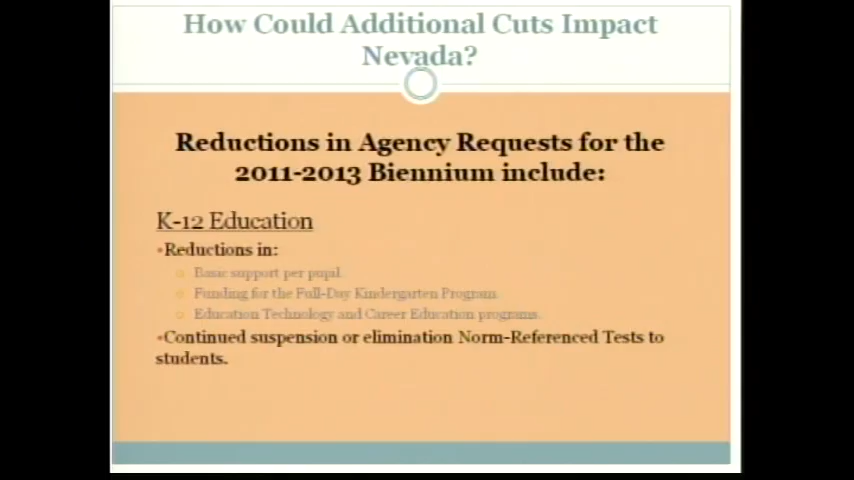 How Could Additional Cuts Impact
Nevada?
Reductions in Agency Requests for the
2011-2013 Biennium include:
K-12 Education
•Reductions in:
Basic support per pupil.
Funding for the Full-Day Kindergarten Program.
Education Technology and Career Education programs.
•Continued suspension or elimination Norm-Referenced Tests to
students.